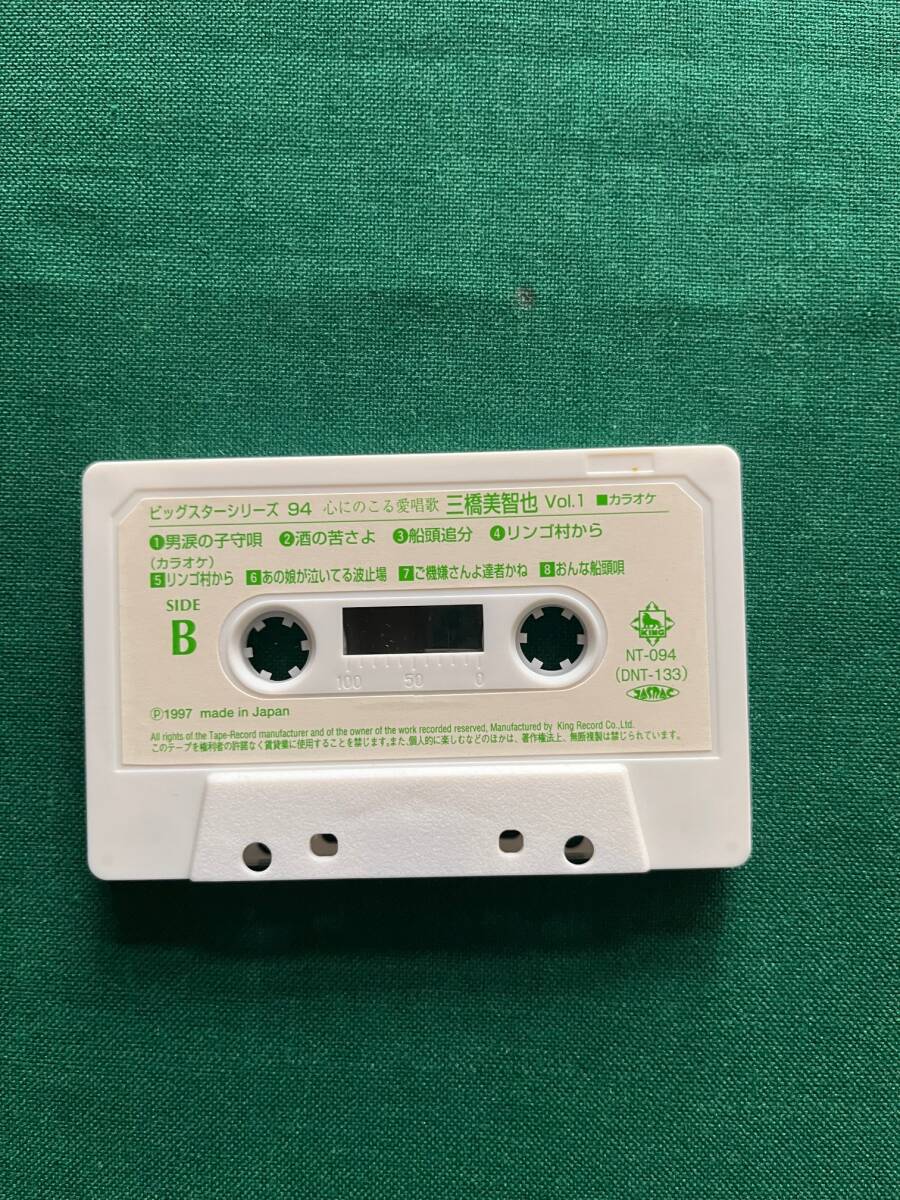 ビッグスターシリーズ 94 心にのこる愛唱歌 三橋美智也 Vol.1 ■カラオケ
❶男涙の子守唄 ❷酒の苦さよ ❸船頭追分 ❹リンゴ村から
(カラオケ)
5リンゴ村から 6あの娘が泣いてる波止場 7ご機嫌さんよ達者かね 8おんな船頭唄
SIDE
B
100 50 0
KING
NT-094
(DNT-133)
JASRAC
Ⓟ1997 made in Japan
All rights of the Tape-Record manufacturer and of the owner of the work recorded reserved, Manufactured by King Record Co., Ltd.
このテープを権利者の許諾なく賃貸業に使用することを禁じます。また、個人的に楽しむなどのほかは、著作権法上、無断複製は禁じられています。